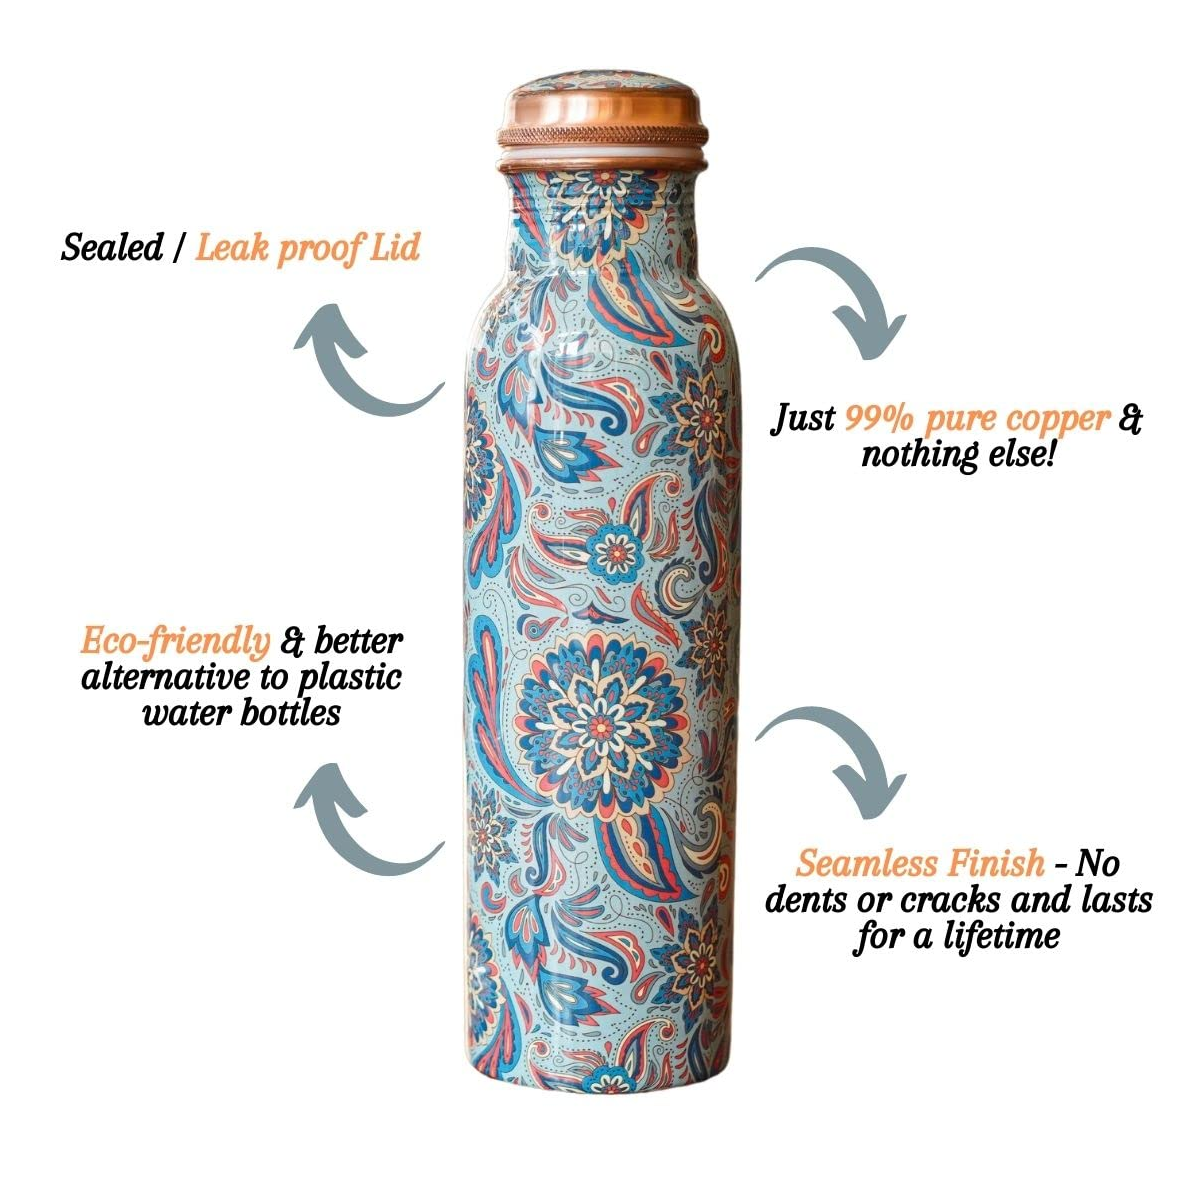 Sealed / Leak proof Lid
Just 99% pure copper &
nothing else!
Eco-friendly & better
alternative to plastic
water bottles
Seamless Finish - No
dents or cracks and lasts
for a lifetime